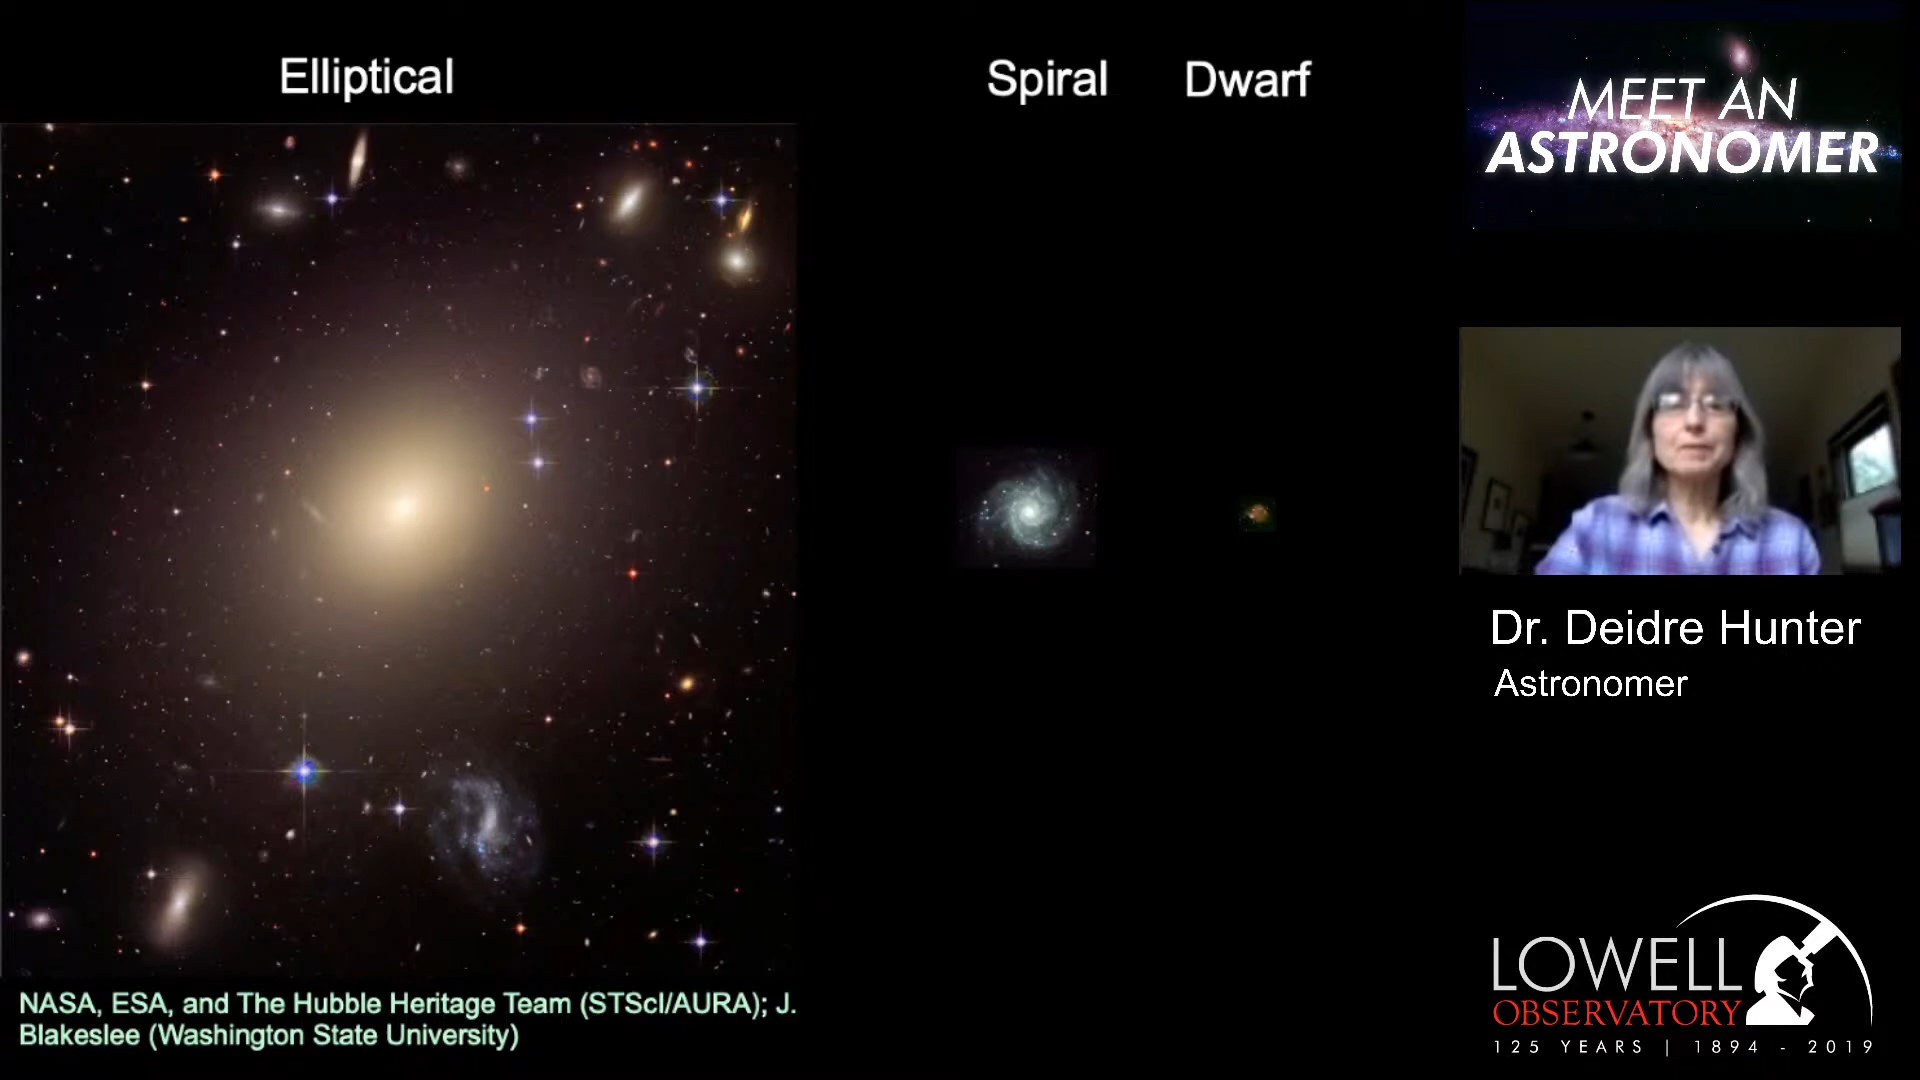 Elliptical
Spiral
Dwarf
MEET AN
ASTRONOMER
Dr. Deidre Hunter
Astronomer
NASA, ESA, and The Hubble Heritage Team (STScI/AURA); J.
Blakeslee (Washington State University)
LOWELL
OBSERVATORY
125 YEARS | 1894 - 2019